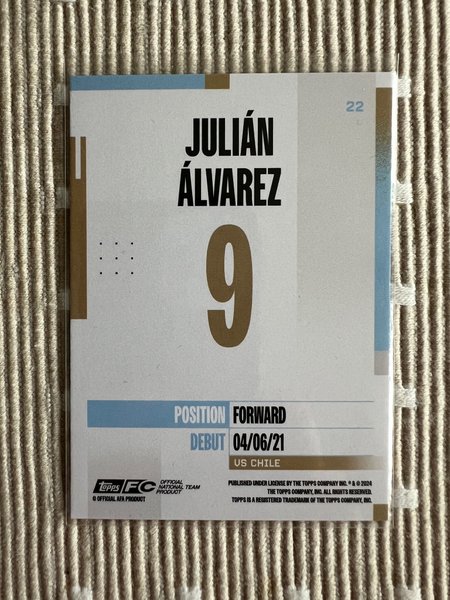 22
JULIÁN
ÁLVAREZ
9
POSITION FORWARD
DEBUT 04/06/21
VS CHILE
topps FC OFFICIAL NATIONAL TEAM PRODUCT
© OFFICIAL AFA PRODUCT
PUBLISHED UNDER LICENSE BY THE TOPPS COMPANY INC. ® & © 2024
THE TOPPS COMPANY, INC. ALL RIGHTS RESERVED.
TOPPS IS A REGISTERED TRADEMARK OF THE TOPPS COMPANY, INC.